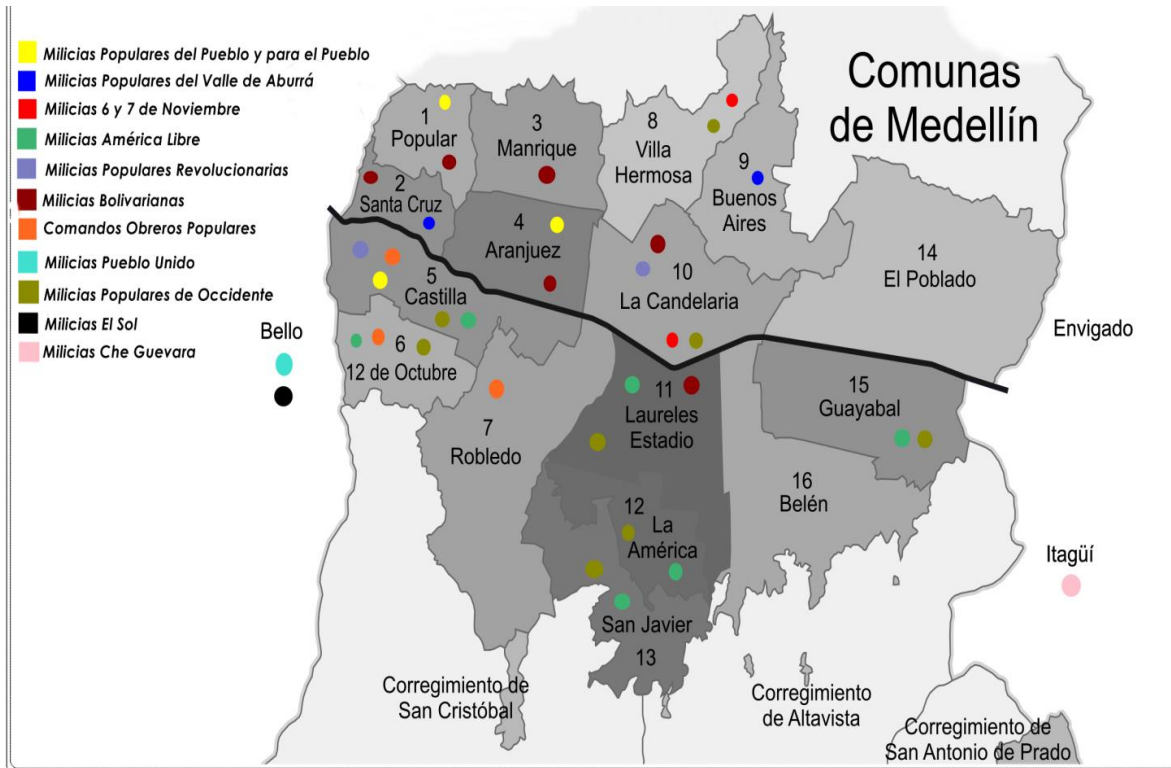 Comunas
de Medellín
Milicias Populares del Pueblo y para el Pueblo
Milicias Populares del Valle de Aburrá
Milicias 6 y 7 de Noviembre
Milicias América Libre
Milicias Populares Revolucionarias
Milicias Bolivarianas
Comandos Obreros Populares
Milicias Pueblo Unido
Milicias Populares de Occidente
Milicias El Sol
Milicias Che Guevara
1
Popular
3
Manrique
8
Villa
Hermosa
9
Buenos
Aires
2
Santa Cruz
4
Aranjuez
10
La Candelaria
14
El Poblado
5
Castilla
Bello
Envigado
6
12 de Octubre
7
Robledo
11
Laureles
Estadio
15
Guayabal
16
Belén
12
La
América
Itagüí
San Javier
13
Corregimiento de
San Cristóbal
Corregimiento
de Altavista
Corregimiento de
San Antonio de Prado